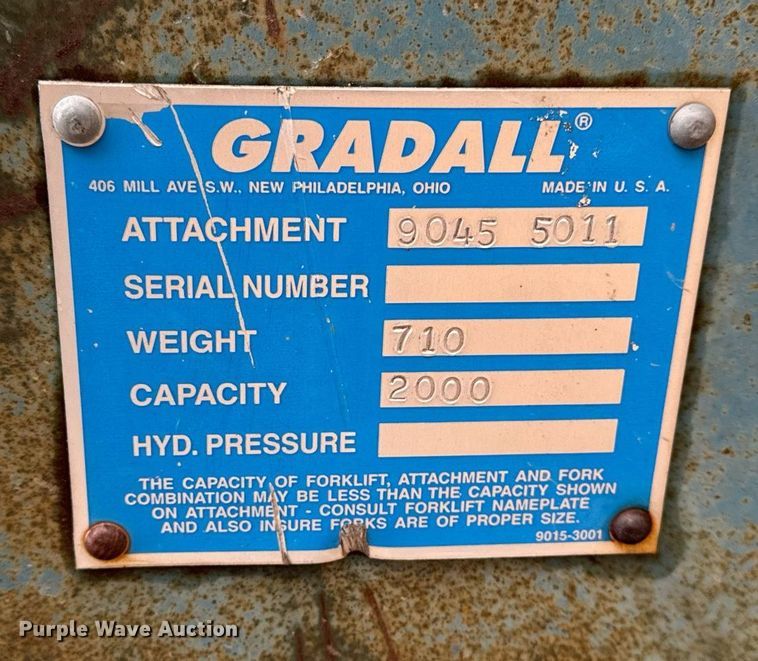 GRADALL®
406 MILL AVE S.W., NEW PHILADELPHIA, OHIO MADE IN U. S. A.
ATTACHMENT 9045 5011
SERIAL NUMBER
WEIGHT 710
CAPACITY 2000
HYD. PRESSURE
THE CAPACITY OF FORKLIFT, ATTACHMENT AND FORK
COMBINATION MAY BE LESS THAN THE CAPACITY SHOWN
ON ATTACHMENT - CONSULT FORKLIFT NAMEPLATE
AND ALSO INSURE FORKS ARE OF PROPER SIZE.
9015-3001
Purple Wave Auction